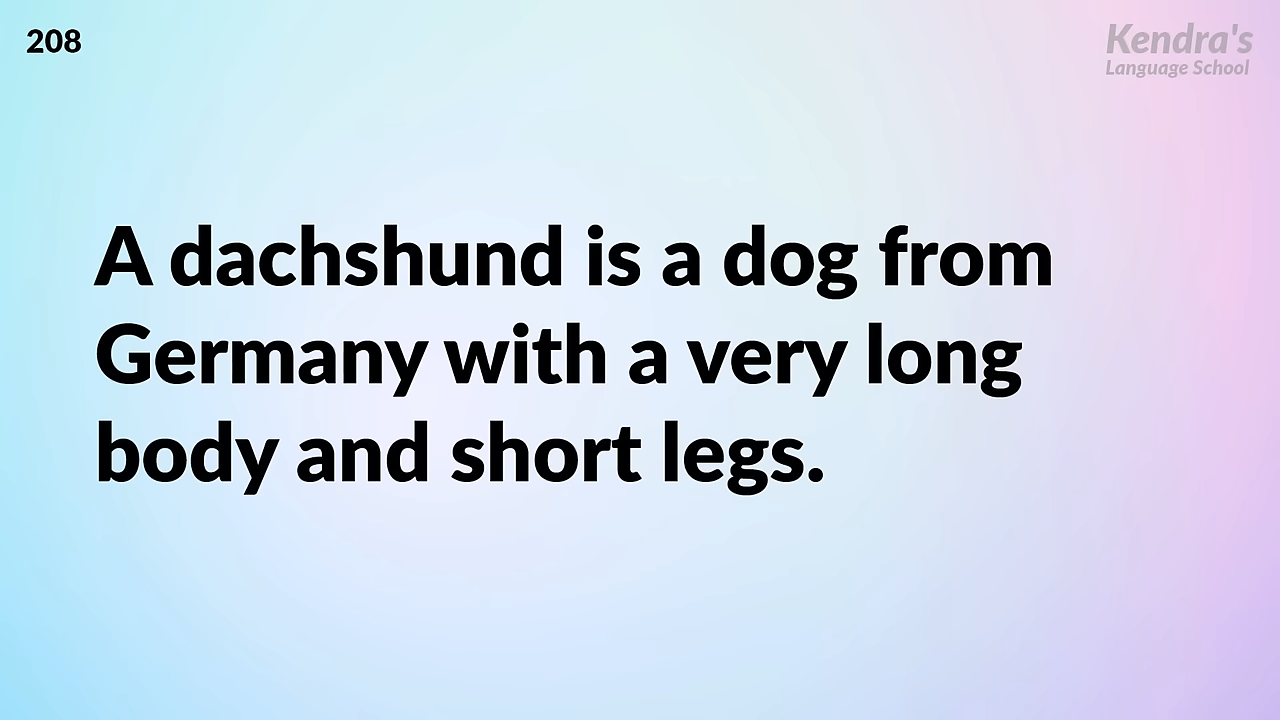 208
Kendra's
Language School
A dachshund is a dog from
Germany with a very long
body and short legs.